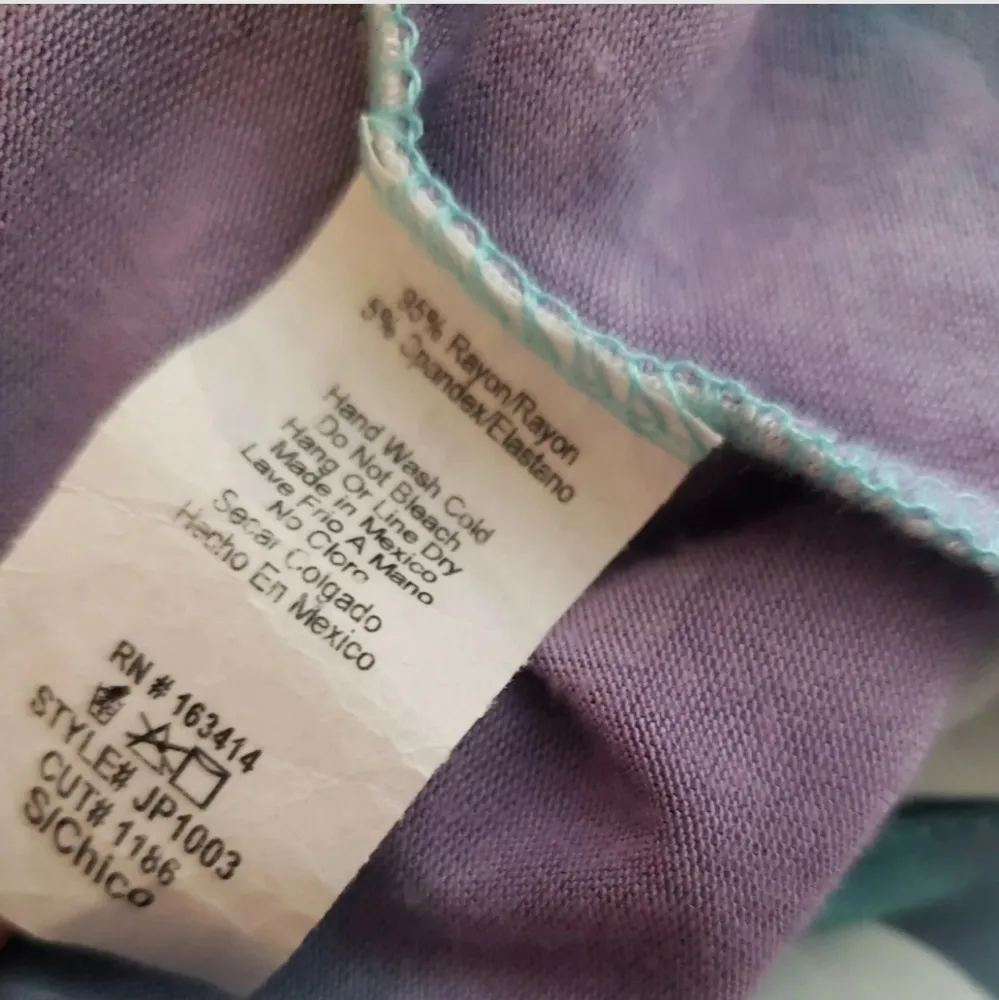 95% Rayon/Rayon
5% Spandex/Elastano
Hand Wash Cold
Do Not Bleach
Hang Or Line Dry
Made in Mexico
Lave Frio A Mano
No Cloro
Secar Colgado
Hecho En Mexico
RN # 163414
STYLE# JP1003
CUT# 1186
S/Chico